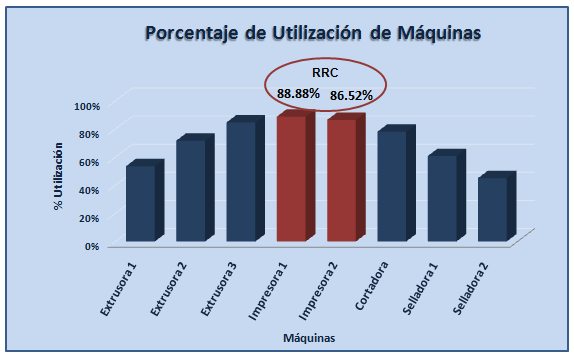 Porcentaje de Utilización de Máquinas
RRC
88.88% 86.52%
100%
80%
60%
40%
20%
0%
% Utilización
Extrusora 1
Extrusora 2
Extrusora 3
Impresora 1
Impresora 2
Cortadora
Selladora 1
Selladora 2
Máquinas